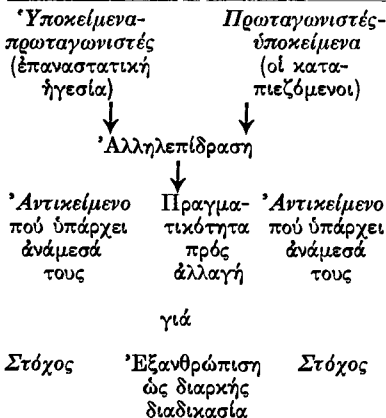 Ὑποκείμενα- Πρωταγωνιστές-
πρωταγωνιστές ὑποκείμενα
(ἐπαναστατική (οἱ κατα-
ἡγεσία) πιεζόμενοι)
Ἀλληλεπίδραση
Ἀντικείμενο Πραγμα- Ἀντικείμενο
πού ὑπάρχει τικότητα πού ὑπάρχει
ἀνάμεσά πρός ἀνάμεσά
τους ἀλλαγή τους
γιά
Στόχος Ἐξανθρώπιση Στόχος
ὡς διαρκής
διαδικασία